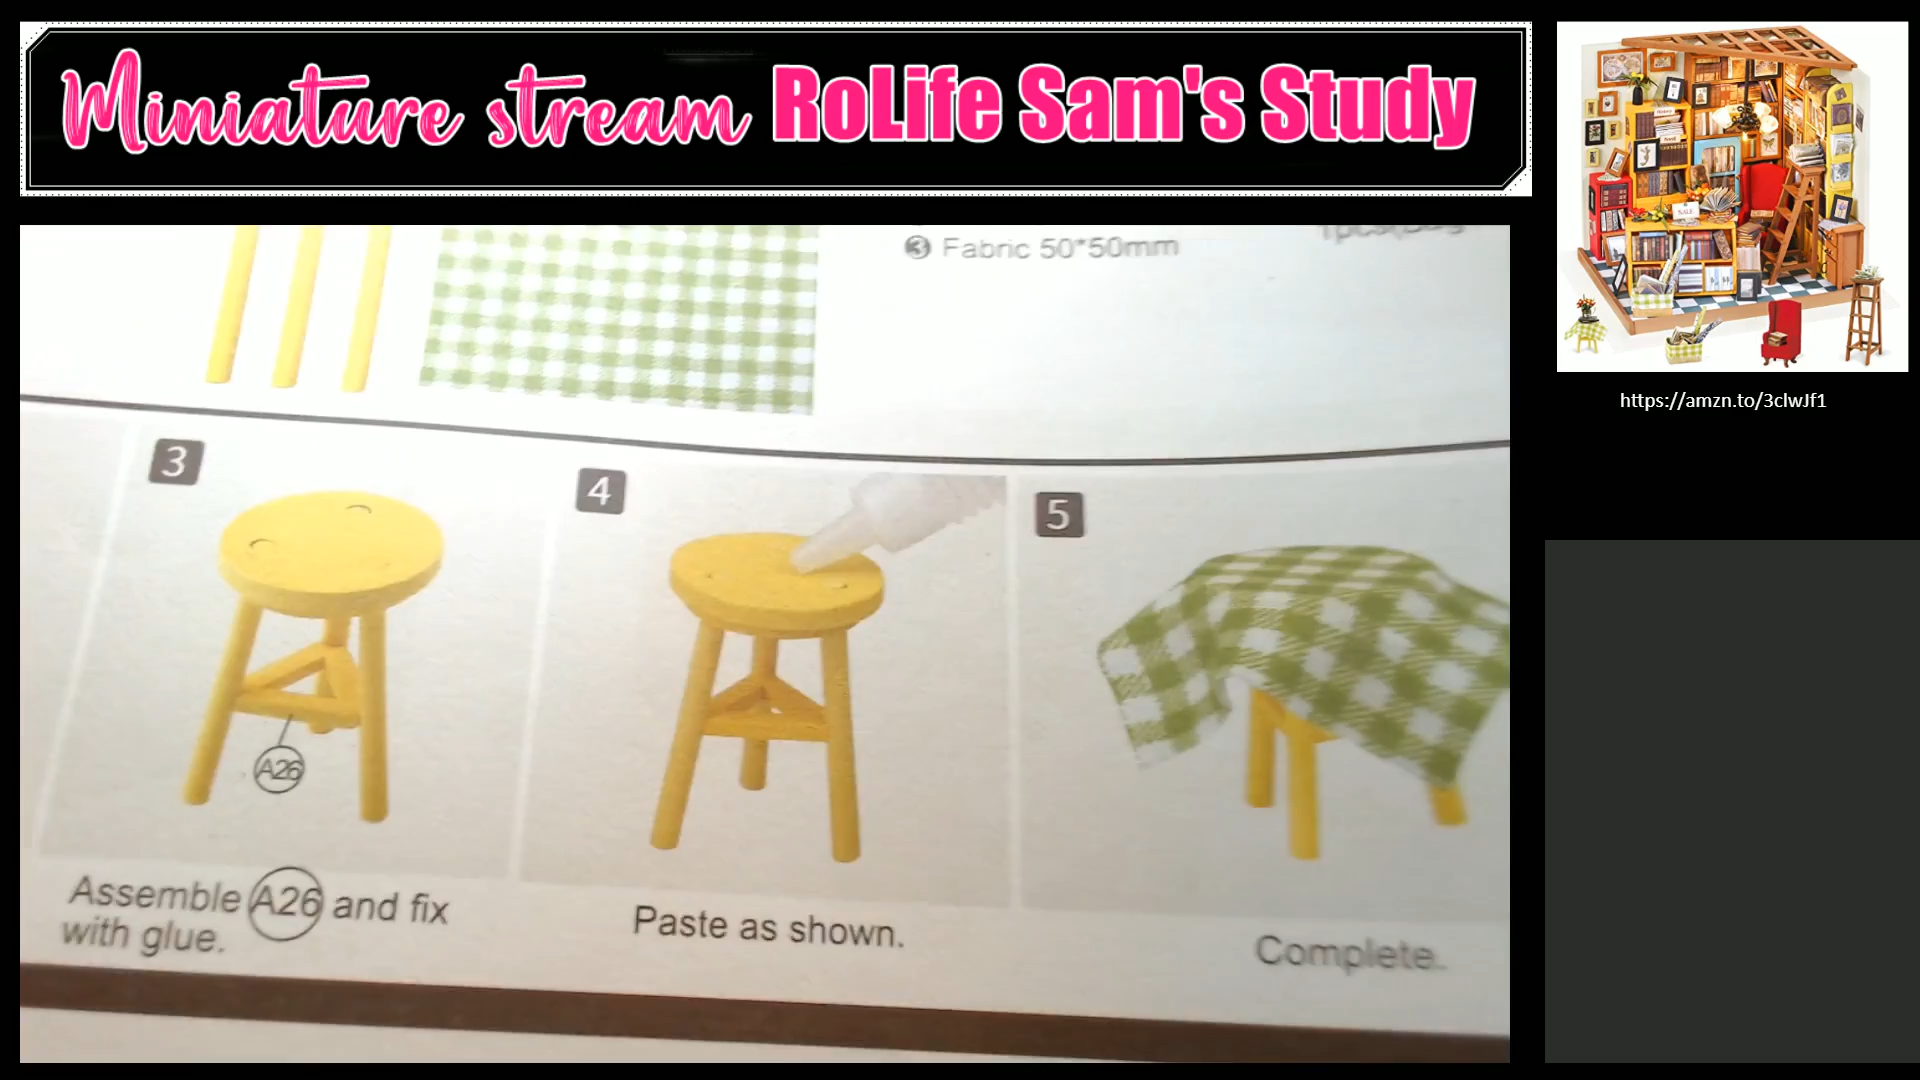 Miniature stream RoLife Sam's Study
https://amzn.to/3clwJf1
③ Fabric 50*50mm
3
4
5
A26
Assemble A26 and fix
with glue.
Paste as shown.
Complete.
SALE